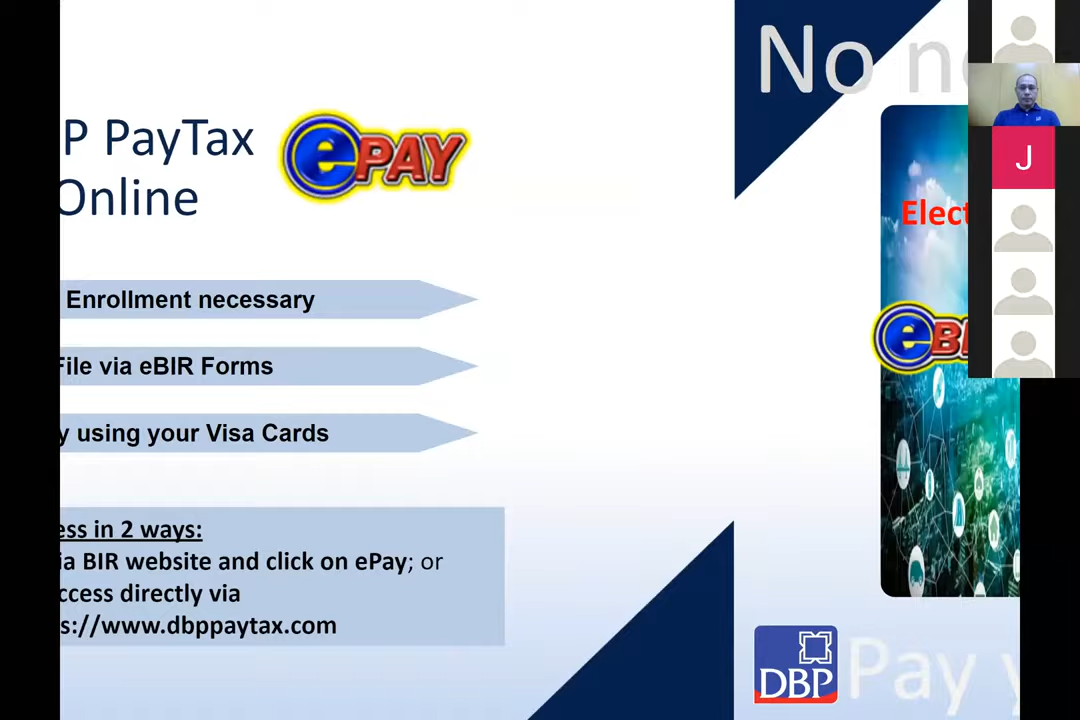 P PayTax
Online
ePAY
Enrollment necessary
File via eBIR Forms
y using your Visa Cards
ess in 2 ways:
ia BIR website and click on ePay; or
ccess directly via
s://www.dbppaytax.com
No n
Elect
eBI
DBP
Pay y
J